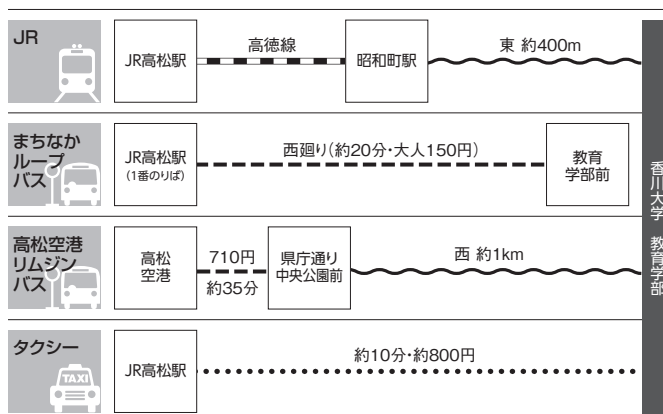 JR
JR高松駅
高徳線
昭和町駅
東 約400m
まちなか
ループ
バス
JR高松駅
(1番のりば)
西廻り(約20分・大人150円)
教育
学部前
高松空港
リムジン
バス
高松
空港
710円
約35分
県庁通り
中央公園前
西 約1km
タクシー
TAXI
JR高松駅
約10分・約800円
香川大学 教育学部